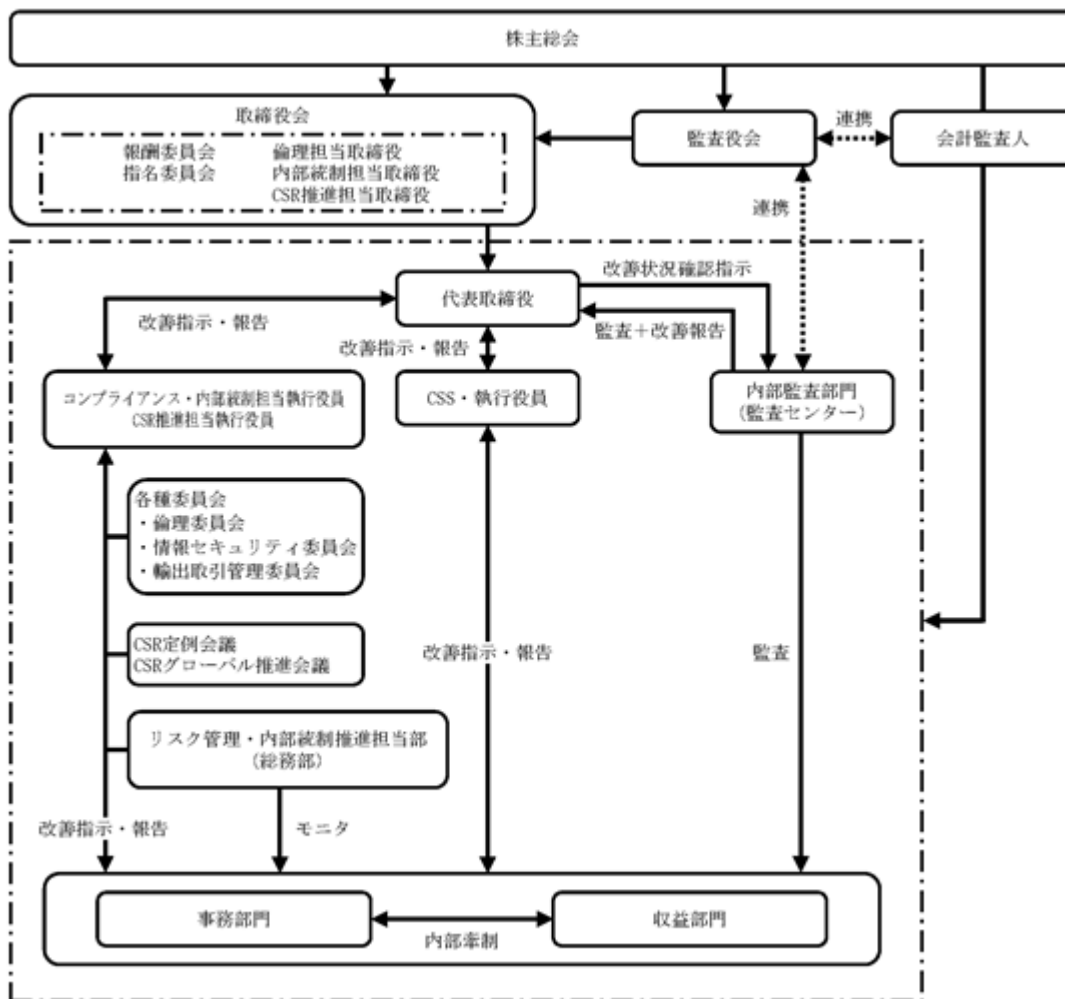 株主総会
取締役会
報酬委員会 倫理担当取締役
指名委員会 内部統制担当取締役
CSR推進担当取締役
監査役会
連携
会計監査人
連携
代表取締役
改善状況確認指示
監査+改善報告
改善指示・報告
改善指示・報告
コンプライアンス・内部統制担当執行役員
CSR推進担当執行役員
CSS・執行役員
内部監査部門
(監査センター)
各種委員会
・倫理委員会
・情報セキュリティ委員会
・輸出取引管理委員会
CSR定例会議
CSRグローバル推進会議
改善指示・報告
監査
リスク管理・内部統制推進担当部
(総務部)
改善指示・報告
モニタ
事務部門
収益部門
内部牽制